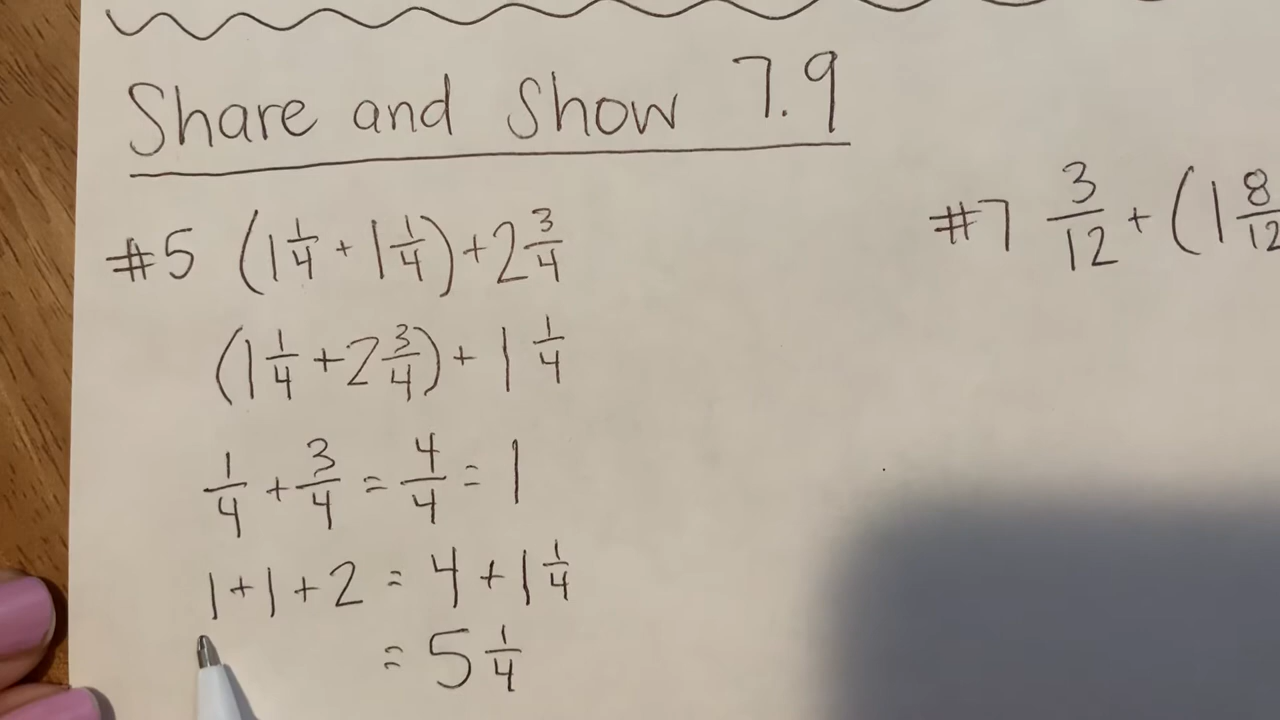 Share and Show 7.9
#5 (1 1/4 + 1 1/4) + 2 3/4
(1 1/4 + 2 3/4) + 1 1/4
1/4 + 3/4 = 4/4 = 1
1 + 1 + 2 = 4 + 1 1/4
= 5 1/4
#7 3/12 + (1 8/12